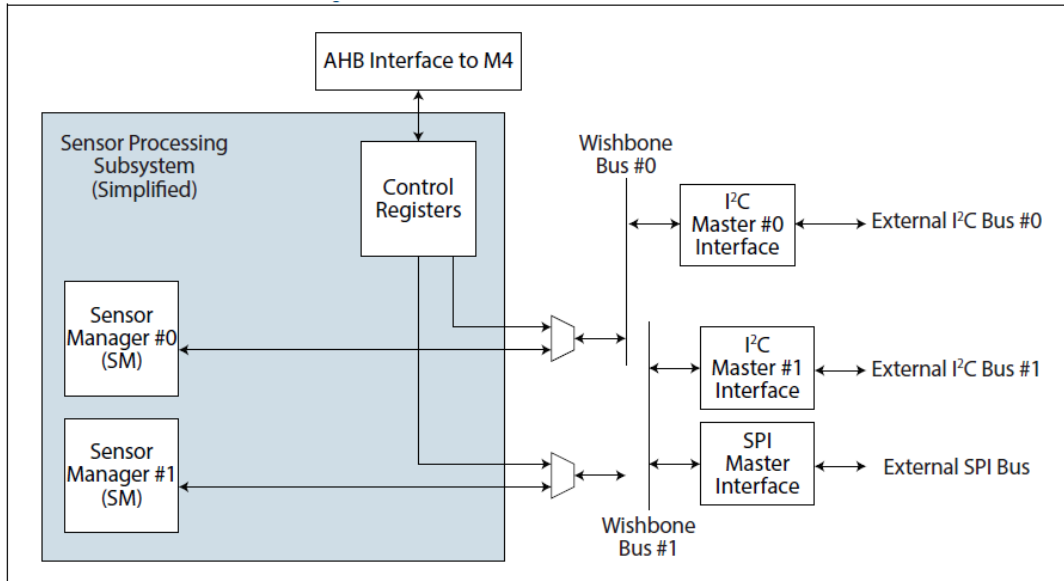 AHB Interface to M4
Sensor Processing
Subsystem
(Simplified)
Control
Registers
Wishbone
Bus #0
I²C
Master #0
Interface
External I²C Bus #0
Sensor
Manager #0
(SM)
I²C
Master #1
Interface
External I²C Bus #1
Sensor
Manager #1
(SM)
SPI
Master
Interface
External SPI Bus
Wishbone
Bus #1